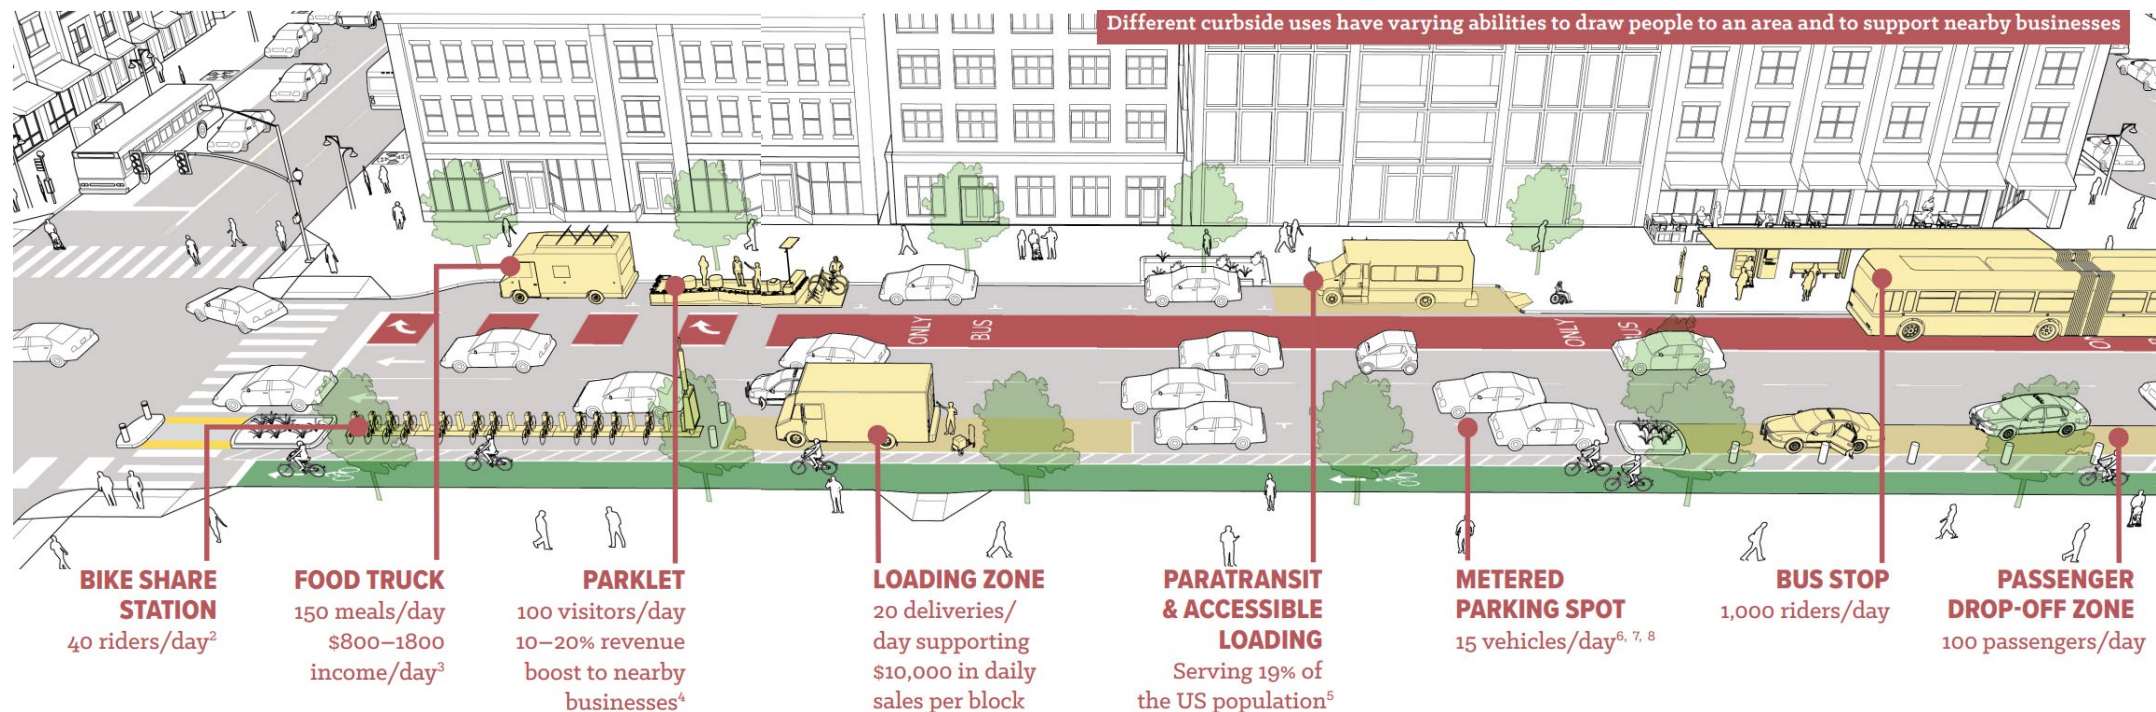 Different curbside uses have varying abilities to draw people to an area and to support nearby businesses
ONLY
BUS
ONLY
BUS
BIKE SHARE
STATION
40 riders/day²
FOOD TRUCK
150 meals/day
$800–1800
income/day³
PARKLET
100 visitors/day
10–20% revenue
boost to nearby
businesses⁴
LOADING ZONE
20 deliveries/
day supporting
$10,000 in daily
sales per block
PARATRANSIT
& ACCESSIBLE
LOADING
Serving 19% of
the US population⁵
METERED
PARKING SPOT
15 vehicles/day⁶, ⁷, ⁸
BUS STOP
1,000 riders/day
PASSENGER
DROP-OFF ZONE
100 passengers/day